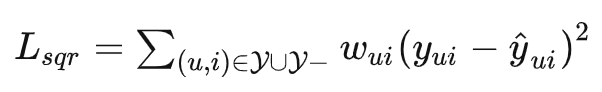 $L_{sqr} = \sum_{(u,i) \in \mathcal{Y} \cup \mathcal{Y}-} w_{ui} (y_{ui} - \hat{y}_{ui})^2$